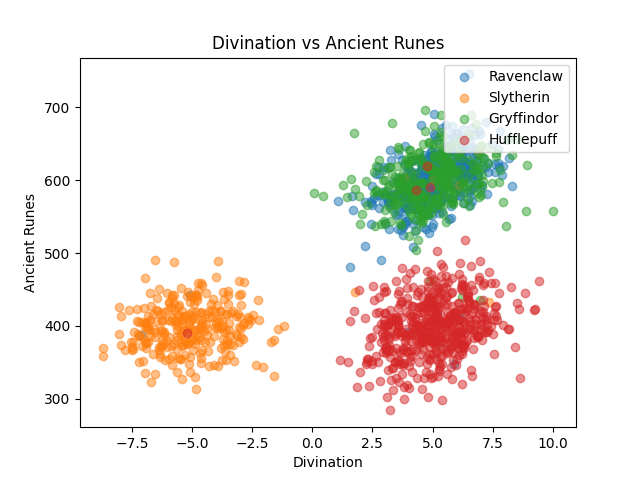 Divination vs Ancient Runes
Ravenclaw
Slytherin
Gryffindor
Hufflepuff
Ancient Runes
700
600
500
400
300
−7.5 −5.0 −2.5 0.0 2.5 5.0 7.5 10.0
Divination